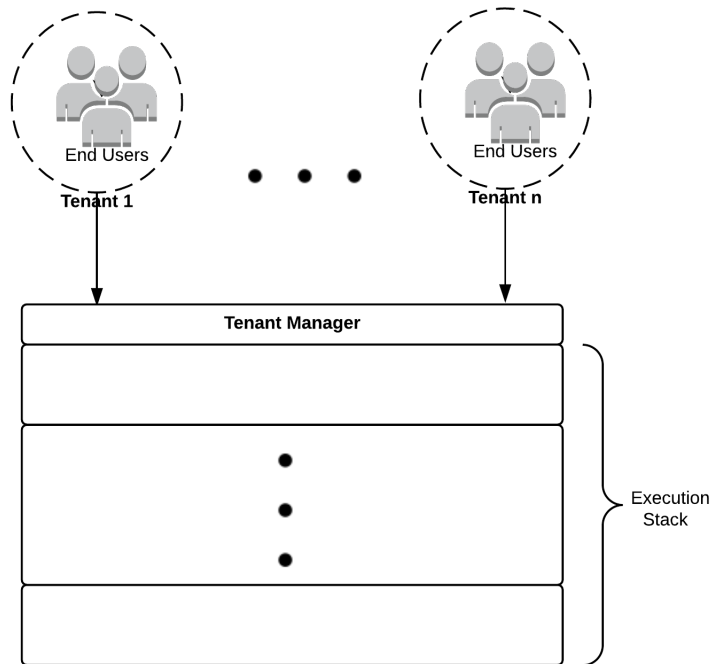 End Users
End Users
Tenant 1
Tenant n
Tenant Manager
Execution
Stack